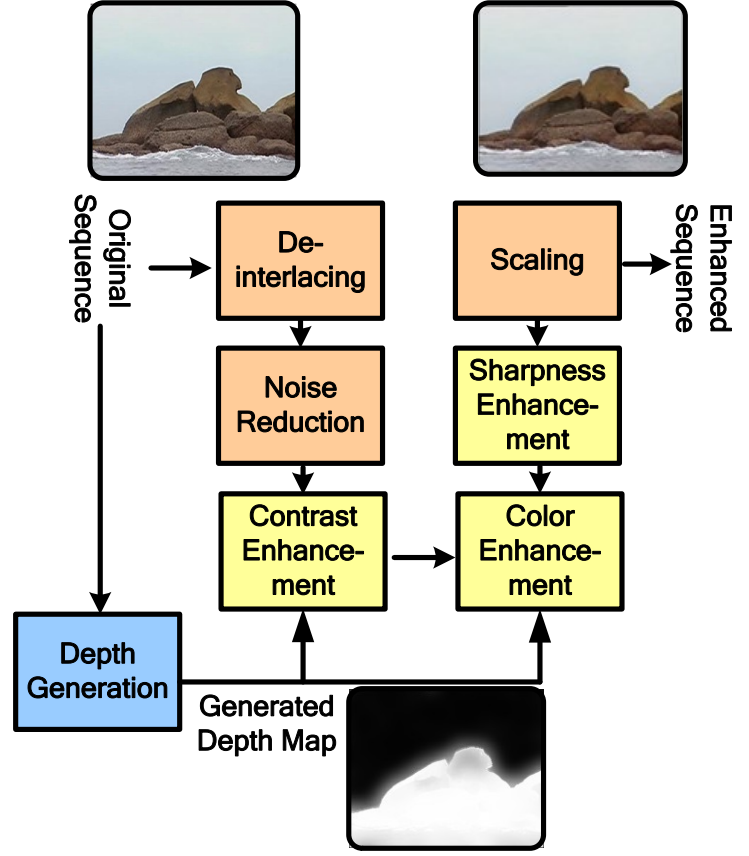 Original
Sequence
De-
interlacing
Scaling
Enhanced
Sequence
Noise
Reduction
Sharpness
Enhance-
ment
Contrast
Enhance-
ment
Color
Enhance-
ment
Depth
Generation
Generated
Depth Map